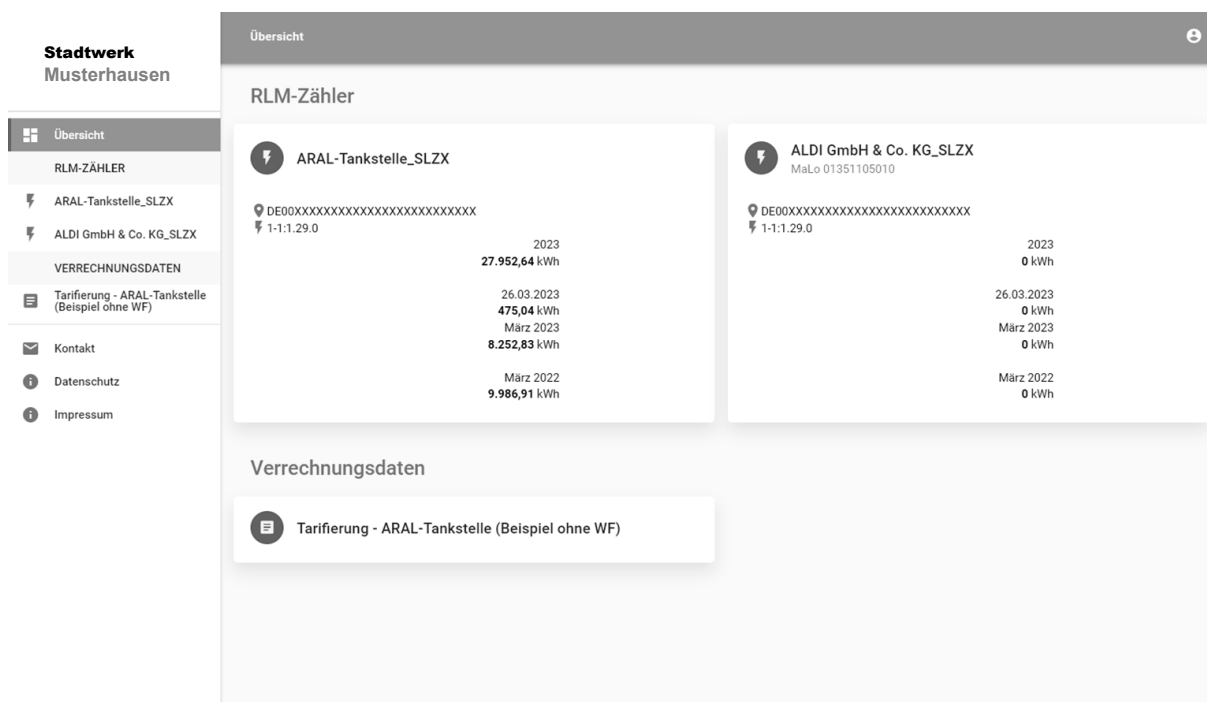 Stadtwerk
Musterhausen
Übersicht
RLM-ZÄHLER
ARAL-Tankstelle_SLZX
ALDI GmbH & Co. KG_SLZX
VERRECHNUNGSDATEN
Tarifierung - ARAL-Tankstelle
(Beispiel ohne WF)
Kontakt
Datenschutz
Impressum
Übersicht
RLM-Zähler
ARAL-Tankstelle_SLZX
DE00XXXXXXXXXXXXXXXXXXXXXXXXXX
1-1:1.29.0
2023
27.952,64 kWh
26.03.2023
475,04 kWh
März 2023
8.252,83 kWh
März 2022
9.986,91 kWh
ALDI GmbH & Co. KG_SLZX
MaLo 01351105010
DE00XXXXXXXXXXXXXXXXXXXXXXXXXX
1-1:1.29.0
2023
0 kWh
26.03.2023
0 kWh
März 2023
0 kWh
März 2022
0 kWh
Verrechnungsdaten
Tarifierung - ARAL-Tankstelle (Beispiel ohne WF)